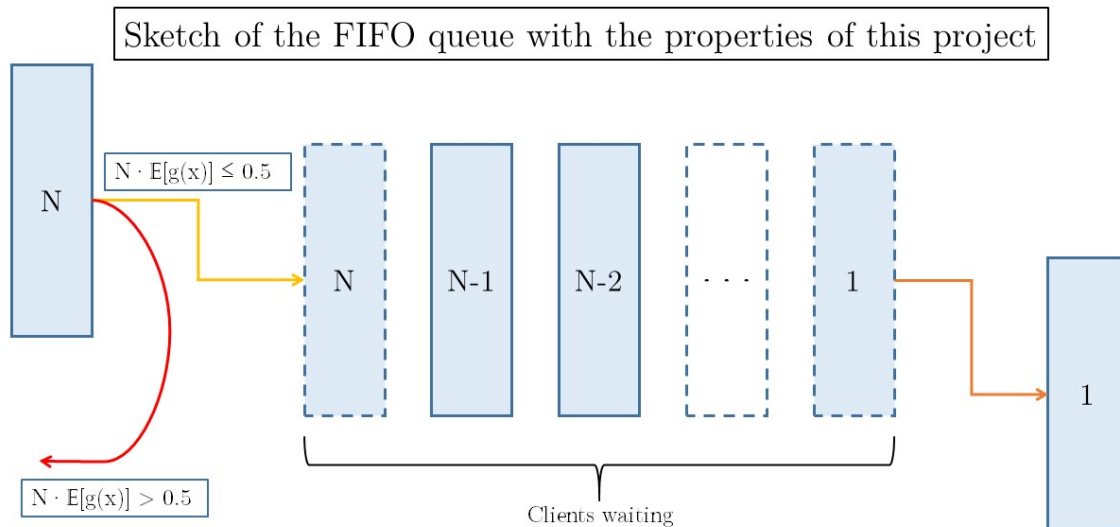 Sketch of the FIFO queue with the properties of this project
N
N · 𝔼[g(x)] ≤ 0.5
N
N-1
N-2
. . .
1
1
N · 𝔼[g(x)] > 0.5
Clients waiting